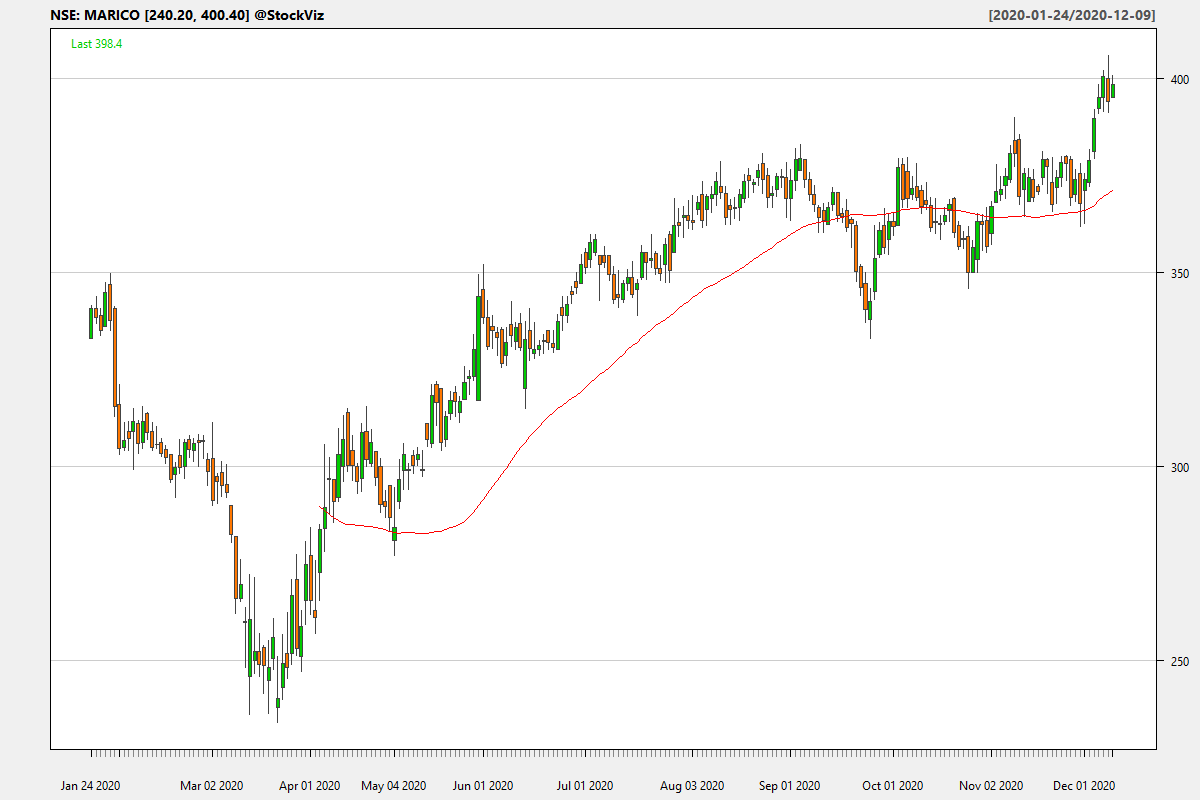 NSE: MARICO [240.20, 400.40] @StockViz
[2020-01-24/2020-12-09]
Last 398.4
400
350
300
250
Jan 24 2020
Mar 02 2020
Apr 01 2020
May 04 2020
Jun 01 2020
Jul 01 2020
Aug 03 2020
Sep 01 2020
Oct 01 2020
Nov 02 2020
Dec 01 2020